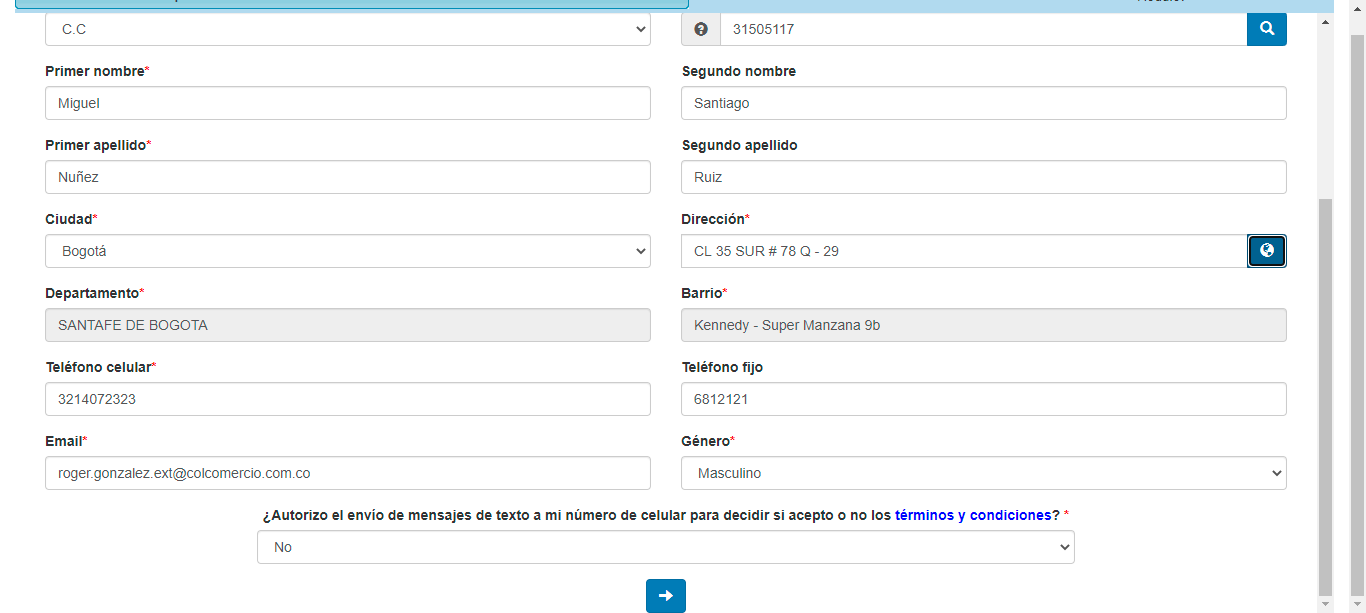 C.C
31505117
Primer nombre*
Segundo nombre
Miguel
Santiago
Primer apellido*
Segundo apellido
Nuñez
Ruiz
Ciudad*
Dirección*
Bogotá
CL 35 SUR # 78 Q - 29
Departamento*
Barrio*
SANTAFE DE BOGOTA
Kennedy - Super Manzana 9b
Teléfono celular*
Teléfono fijo
3214072323
6812121
Email*
Género*
roger.gonzalez.ext@colcomercio.com.co
Masculino
¿Autorizo el envío de mensajes de texto a mi número de celular para decidir si acepto o no los términos y condiciones? *
No